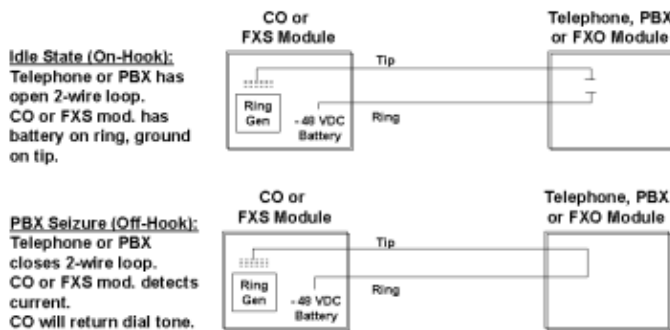 CO or
FXS Module
Telephone, PBX
or FXO Module
Idle State (On-Hook):
Telephone or PBX has
open 2-wire loop.
CO or FXS mod. has
battery on ring, ground
on tip.
Tip
Ring
Gen
-48 VDC
Battery
Ring
CO or
FXS Module
Telephone, PBX
or FXO Module
PBX Seizure (Off-Hook):
Telephone or PBX
closes 2-wire loop.
CO or FXS mod. detects
current.
CO will return dial tone.
Tip
Ring
Gen
-48 VDC
Battery
Ring